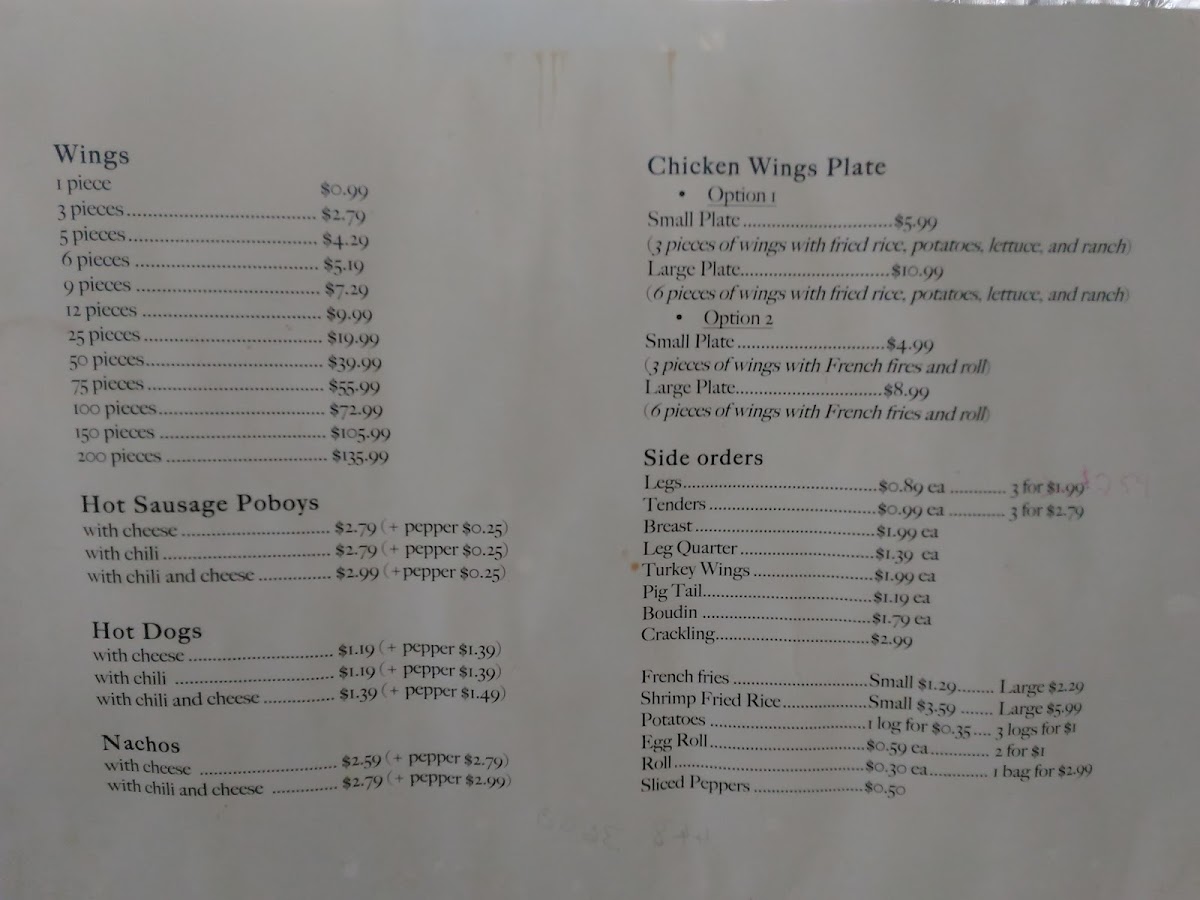 Wings
1 piece $0.99
3 pieces................................ $2.79
5 pieces................................ $4.29
6 pieces ............................... $5.19
9 pieces ............................... $7.29
12 pieces .............................. $9.99
25 pieces .............................. $19.99
50 pieces.............................. $39.99
75 pieces .............................. $55.99
100 pieces............................ $72.99
150 pieces ............................ $105.99
200 pieces ........................... $135.99
Hot Sausage Poboys
with cheese ......................... $2.79 (+ pepper $0.25)
with chili ............................. $2.79 (+ pepper $0.25)
with chili and cheese ............ $2.99 (+pepper $0.25)
Hot Dogs
with cheese ........................ $1.19 (+ pepper $1.39)
with chili .......................... $1.19 (+ pepper $1.39)
with chili and cheese ............ $1.39 (+ pepper $1.49)
Nachos
with cheese ....................... $2.59 (+ pepper $2.79)
with chili and cheese ........... $2.79 (+ pepper $2.99)
Chicken Wings Plate
• Option 1
Small Plate ..........................$5.99
(3 pieces of wings with fried rice, potatoes, lettuce, and ranch)
Large Plate..........................$10.99
(6 pieces of wings with fried rice, potatoes, lettuce, and ranch)
• Option 2
Small Plate ..........................$4.99
(3 pieces of wings with French fires and roll)
Large Plate..........................$8.99
(6 pieces of wings with French fries and roll)
Side orders
Legs..................................$0.89 ea ............ 3 for $1.99
Tenders .............................$0.99 ea ............ 3 for $2.79
Breast ................................$1.99 ea
Leg Quarter .......................$1.39 ea
Turkey Wings .....................$1.99 ea
Pig Tail..............................$1.19 ea
Boudin ..............................$1.79 ea
Crackling...........................$2.99
French fries .......................Small $1.29........ Large $2.29
Shrimp Fried Rice..............Small $3.59 ....... Large $5.99
Potatoes ...........................1 log for $0.35.... 3 logs for $1
Egg Roll............................$0.59 ea............. 2 for $1
Roll..................................$0.30 ea............. 1 bag for $2.99
Sliced Peppers ...................$0.50